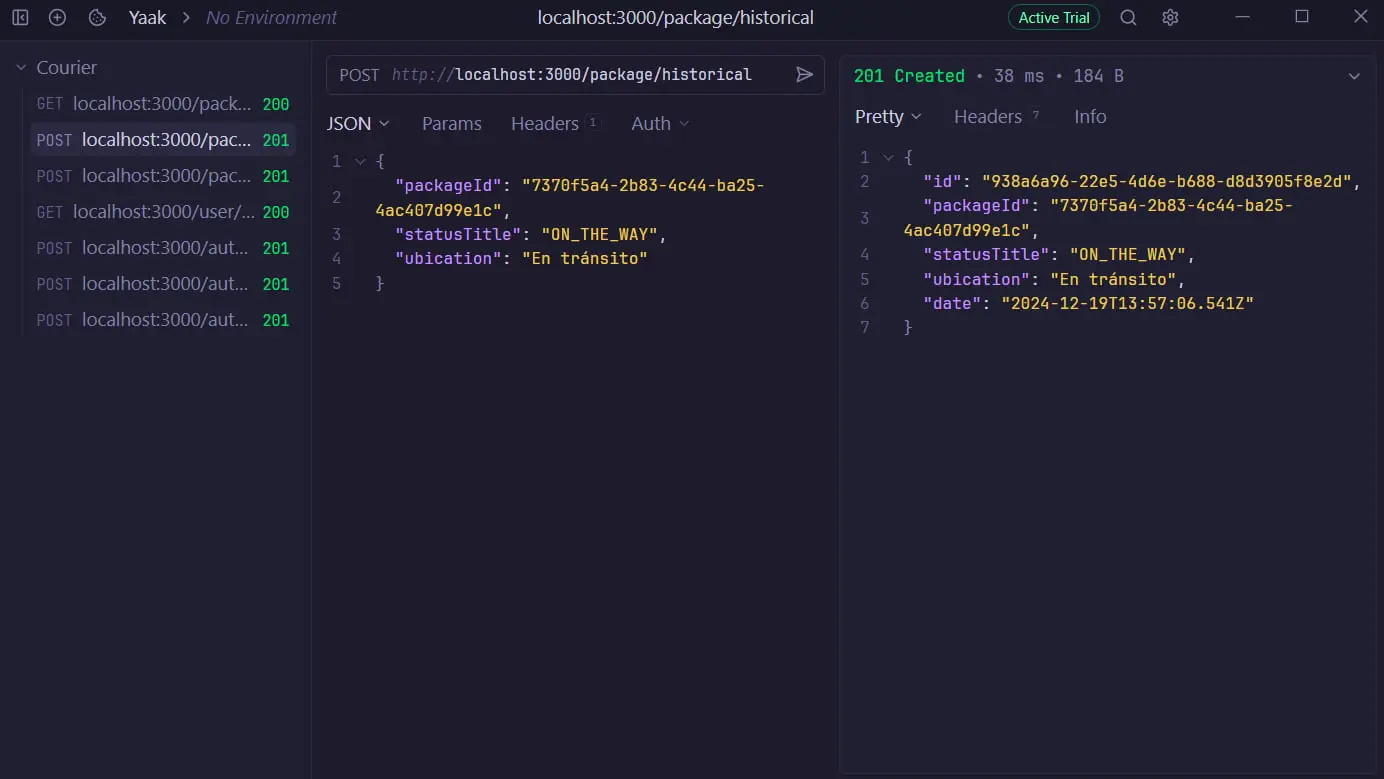 Yaak > No Environment
localhost:3000/package/historical
Active Trial
Courier
GET localhost:3000/pack... 200
POST localhost:3000/pac... 201
POST localhost:3000/pac... 201
GET localhost:3000/user/... 200
POST localhost:3000/aut... 201
POST localhost:3000/aut... 201
POST localhost:3000/aut... 201
POST http://localhost:3000/package/historical
JSON Params Headers 1 Auth
1 {
2 "packageId": "7370f5a4-2b83-4c44-ba25-
4ac407d99e1c",
3 "statusTitle": "ON_THE_WAY",
4 "ubication": "En tránsito"
5 }
201 Created • 38 ms • 184 B
Pretty Headers 7 Info
1 {
2 "id": "938a6a96-22e5-4d6e-b688-d8d3905f8e2d",
3 "packageId": "7370f5a4-2b83-4c44-ba25-
4ac407d99e1c",
4 "statusTitle": "ON_THE_WAY",
5 "ubication": "En tránsito",
6 "date": "2024-12-19T13:57:06.541Z"
7 }